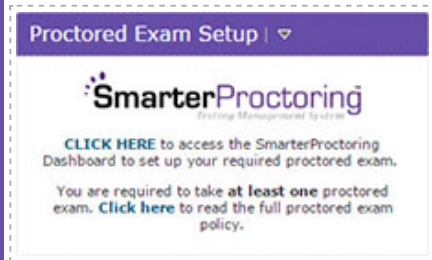 Proctored Exam Setup
SmarterProctoring
Testing Management System
CLICK HERE to access the SmarterProctoring
Dashboard to set up your required proctored exam.
You are required to take at least one proctored
exam. Click here to read the full proctored exam
policy.